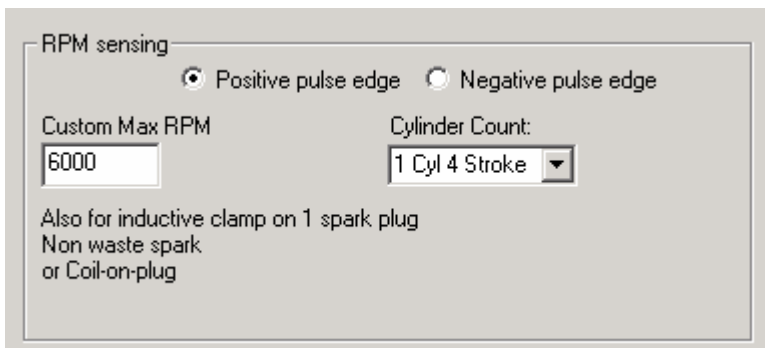 RPM sensing
Positive pulse edge Negative pulse edge
Custom Max RPM Cylinder Count:
6000 1 Cyl 4 Stroke
Also for inductive clamp on 1 spark plug
Non waste spark
or Coil-on-plug